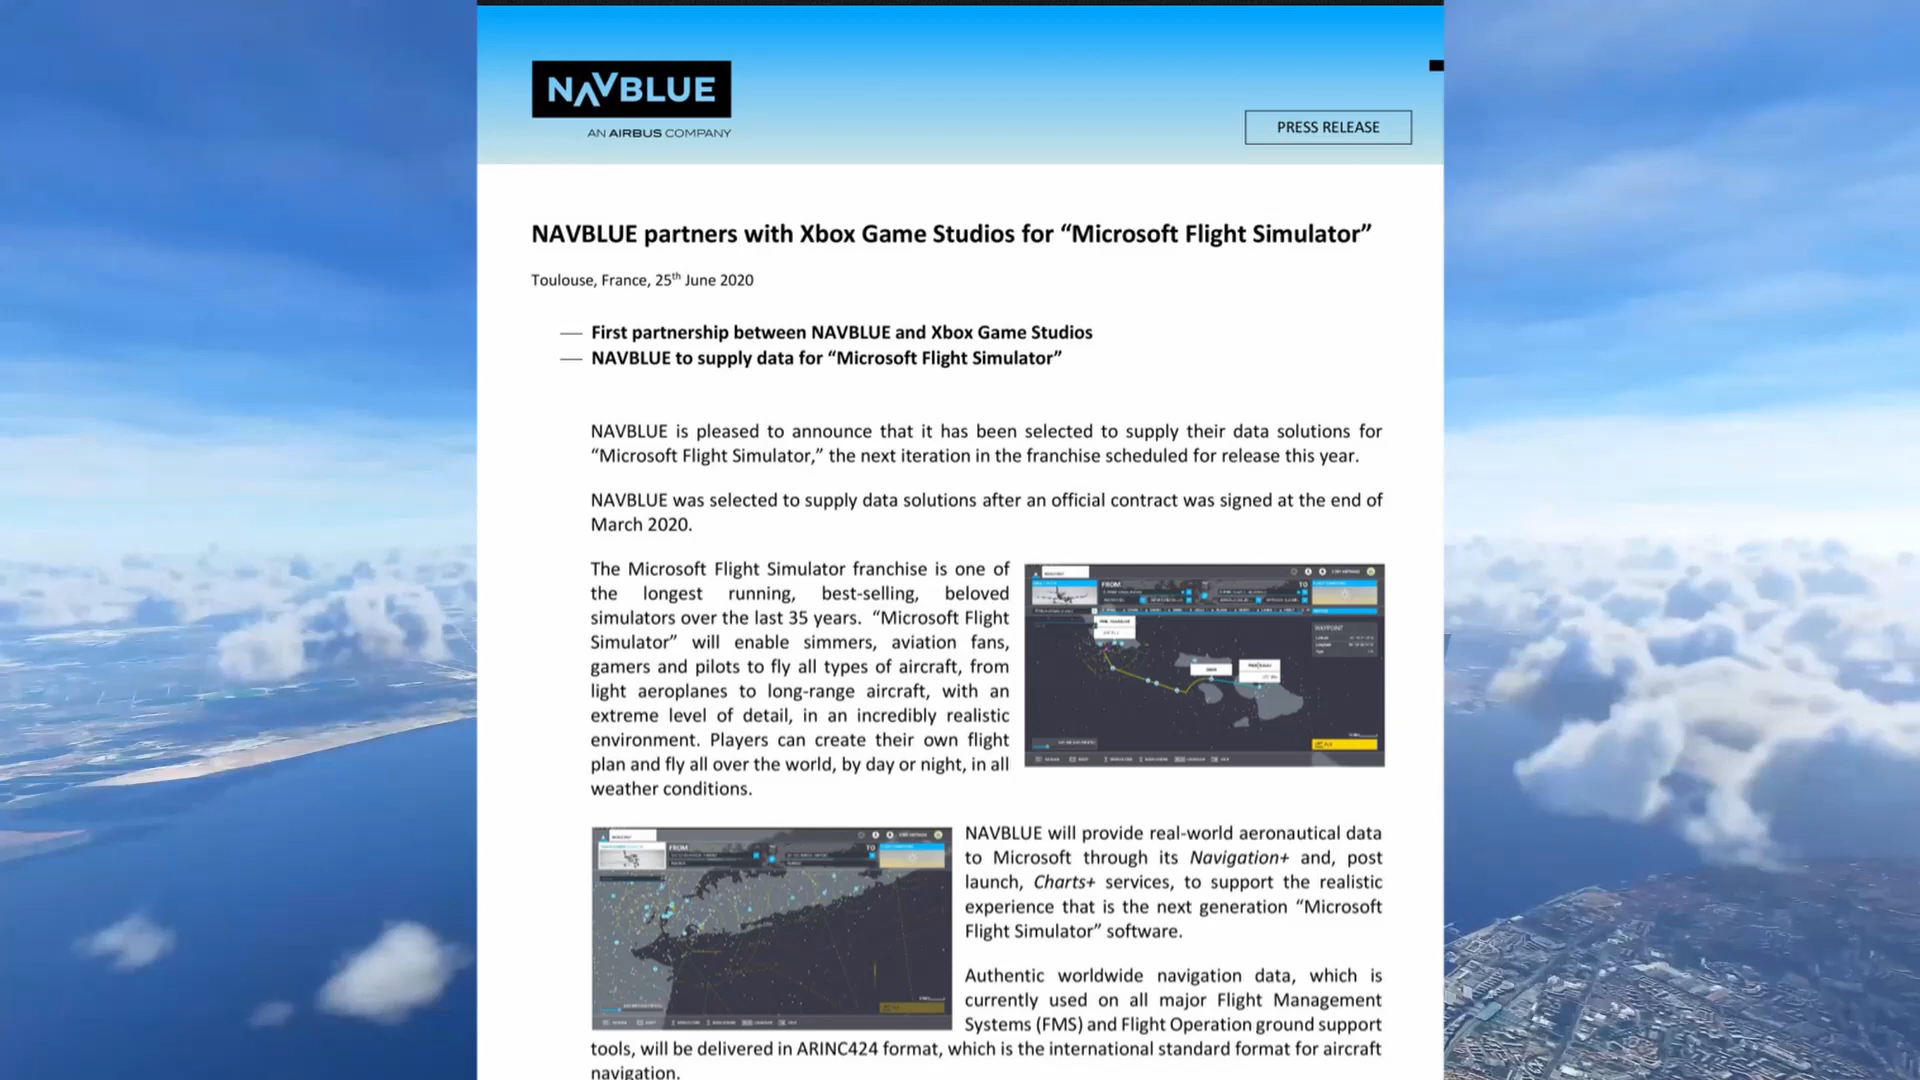 NAVBLUE
AN AIRBUS COMPANY
PRESS RELEASE
NAVBLUE partners with Xbox Game Studios for “Microsoft Flight Simulator”
Toulouse, France, 25th June 2020
— First partnership between NAVBLUE and Xbox Game Studios
— NAVBLUE to supply data for “Microsoft Flight Simulator”
NAVBLUE is pleased to announce that it has been selected to supply their data solutions for
“Microsoft Flight Simulator,” the next iteration in the franchise scheduled for release this year.
NAVBLUE was selected to supply data solutions after an official contract was signed at the end of
March 2020.
The Microsoft Flight Simulator franchise is one of
the longest running, best-selling, beloved
simulators over the last 35 years. “Microsoft Flight
Simulator” will enable simmers, aviation fans,
gamers and pilots to fly all types of aircraft, from
light aeroplanes to long-range aircraft, with an
extreme level of detail, in an incredibly realistic
environment. Players can create their own flight
plan and fly all over the world, by day or night, in all
weather conditions.
FROM
TO
WAYPOINT
FROM
TO
NAVBLUE will provide real-world aeronautical data
to Microsoft through its Navigation+ and, post
launch, Charts+ services, to support the realistic
experience that is the next generation “Microsoft
Flight Simulator” software.
Authentic worldwide navigation data, which is
currently used on all major Flight Management
Systems (FMS) and Flight Operation ground support
tools, will be delivered in ARINC424 format, which is the international standard format for aircraft
navigation.